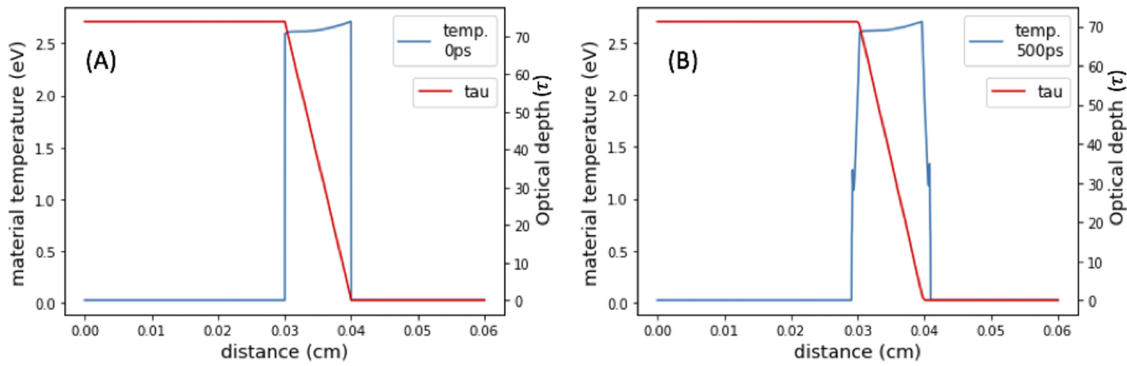 (A)
temp.
0ps
tau
material temperature (eV)
2.5
2.0
1.5
1.0
0.5
0.0
70
60
50
40
30
20
10
0
Optical depth (τ)
0.00 0.01 0.02 0.03 0.04 0.05 0.06
distance (cm)
(B)
temp.
500ps
tau
material temperature (eV)
2.5
2.0
1.5
1.0
0.5
0.0
70
60
50
40
30
20
10
0
Optical depth (τ)
0.00 0.01 0.02 0.03 0.04 0.05 0.06
distance (cm)